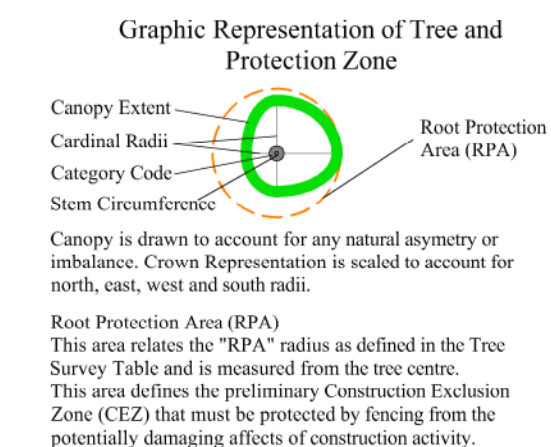 Graphic Representation of Tree and
Protection Zone
Canopy Extent
Cardinal Radii
Category Code
Stem Circumference
Root Protection
Area (RPA)
Canopy is drawn to account for any natural asymetry or
imbalance. Crown Representation is scaled to account for
north, east, west and south radii.
Root Protection Area (RPA)
This area relates the "RPA" radius as defined in the Tree
Survey Table and is measured from the tree centre.
This area defines the preliminary Construction Exclusion
Zone (CEZ) that must be protected by fencing from the
potentially damaging affects of construction activity.